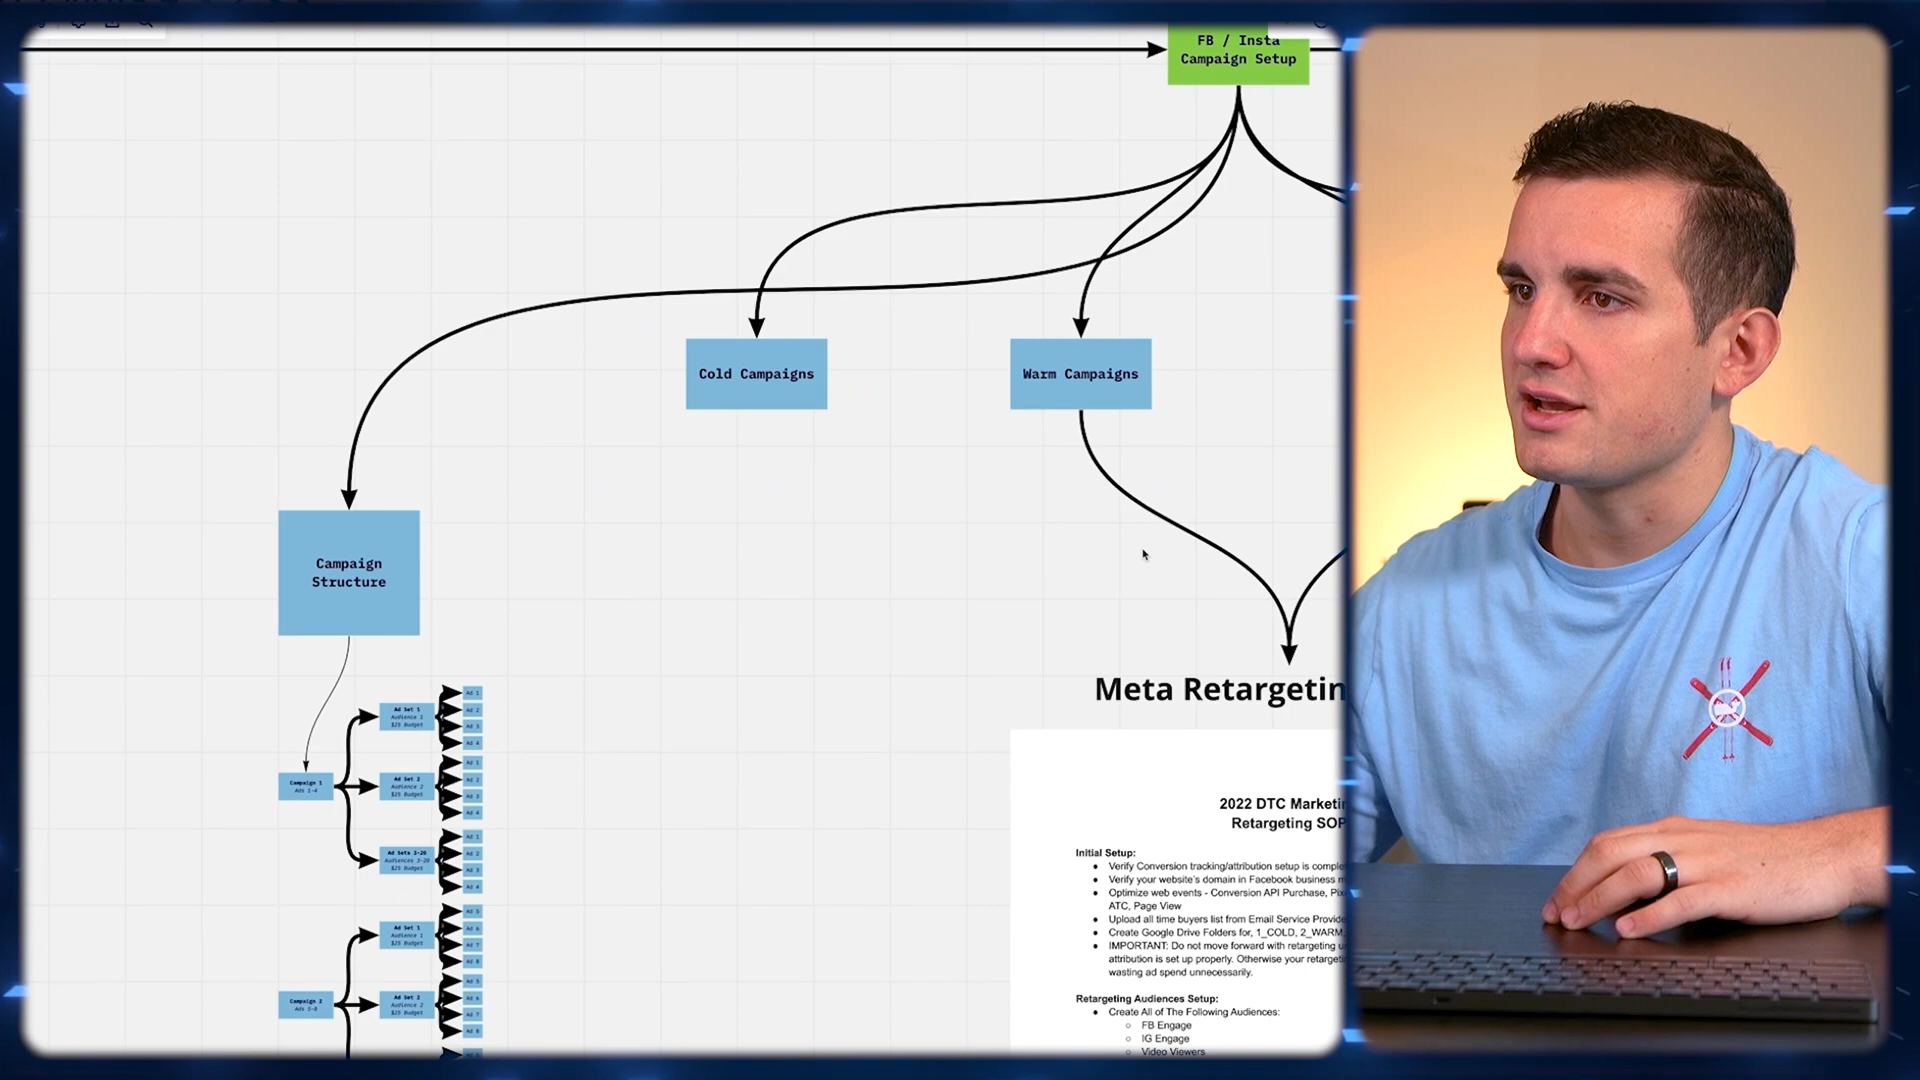 FB / Insta
Campaign Setup
Cold Campaigns
Warm Campaigns
Campaign
Structure
Meta Retargetin
2022 DTC Marketi
Retargeting SOP
Initial Setup:
Verify Conversion tracking/attribution setup is comple
Verify your website's domain in Facebook business m
Optimize web events - Conversion API Purchase, Pix
ATC, Page View
Upload all time buyers list from Email Service Provide
Create Google Drive Folders for, 1_COLD, 2_WARM,
IMPORTANT: Do not move forward with retargeting u
attribution is set up properly. Otherwise your retarget
wasting ad spend unnecessarily.
Retargeting Audiences Setup:
Create All of The Following Audiences:
FB Engage
IG Engage
Video Viewers
Campaign 1
Ads 1-4
Ad Set 1
Audience 1
$25 Budget
Ad 1
Ad 2
Ad 3
Ad 4
Ad Set 2
Audience 2
$25 Budget
Ad 1
Ad 2
Ad 3
Ad 4
Ad Sets 3-20
Audiences 3-20
$25 Budget
Ad 1
Ad 2
Ad 3
Ad 4
Campaign 2
Ads 5-8
Ad Set 1
Audience 1
$25 Budget
Ad 5
Ad 6
Ad 7
Ad 8
Ad Set 2
Audience 2
$25 Budget
Ad 5
Ad 6
Ad 7
Ad 8